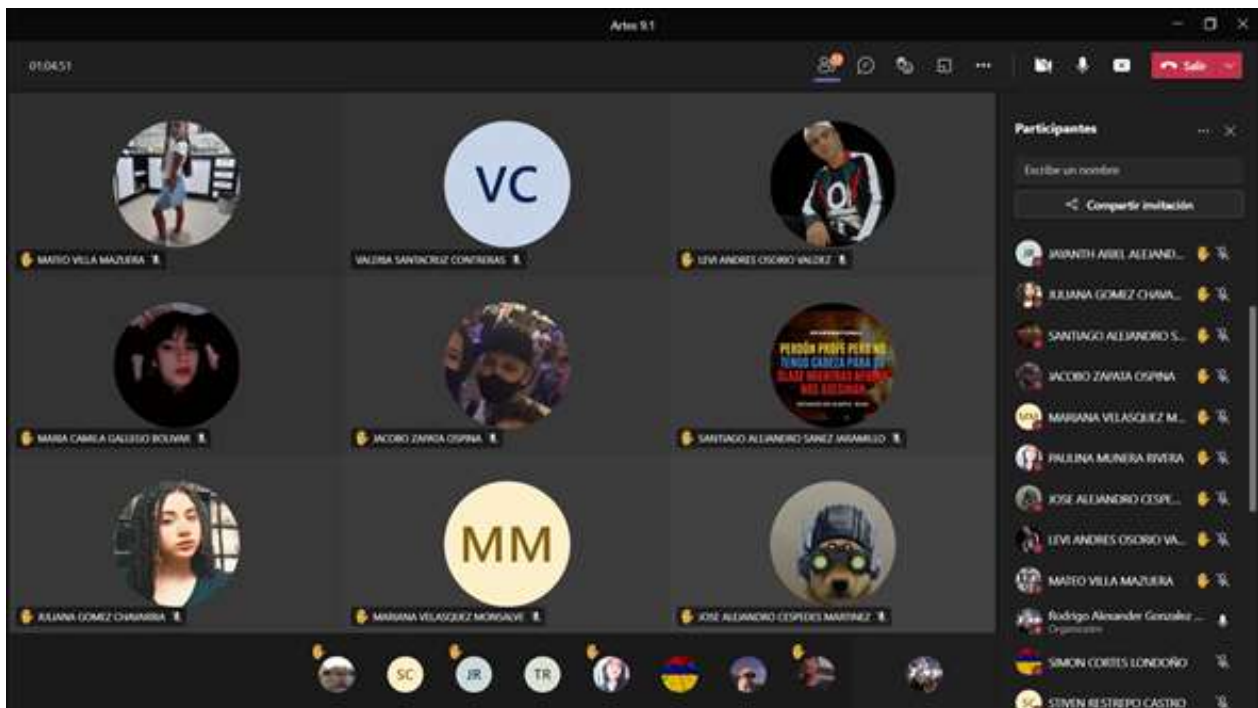 Artes 9.1
01:04:51
Salir
MATEO VILLA MAZUERA
VC
VALERIA SANTACRUZ CONTRERAS
LEVI ANDRES OSORIO VALDEZ
MARIA CAMILA GALLEGO BOLIVAR
JACOBO ZAPATA OSPINA
PERDÓN PROFE PERO NO
TENGO CABEZA PARA SU
CLASE MIENTRAS AFUERA
NOS ASESINAN
SANTIAGO ALEJANDRO SANEZ JARAMILLO
JULIANA GOMEZ CHAVARRIA
MM
MARIANA VELASQUEZ MONSALVE
JOSE ALEJANDRO CESPEDES MARTINEZ
SC
JR
TR
Participantes
Escribe un nombre
Compartir invitación
JR
JAVANTH ARIEL ALEJAND...
JULIANA GOMEZ CHAVA...
SANTIAGO ALEJANDRO S...
JACOBO ZAPATA OSPINA
MARIANA VELASQUEZ M...
PAULINA MUNERA RIVERA
JOSE ALEJANDRO CESPE...
LEVI ANDRES OSORIO VA...
MATEO VILLA MAZUERA
Rodrigo Alexander Gonzalez ...
Organizador
SIMON CORTES LONDOÑO
SC
STIVEN RESTREPO CASTRO